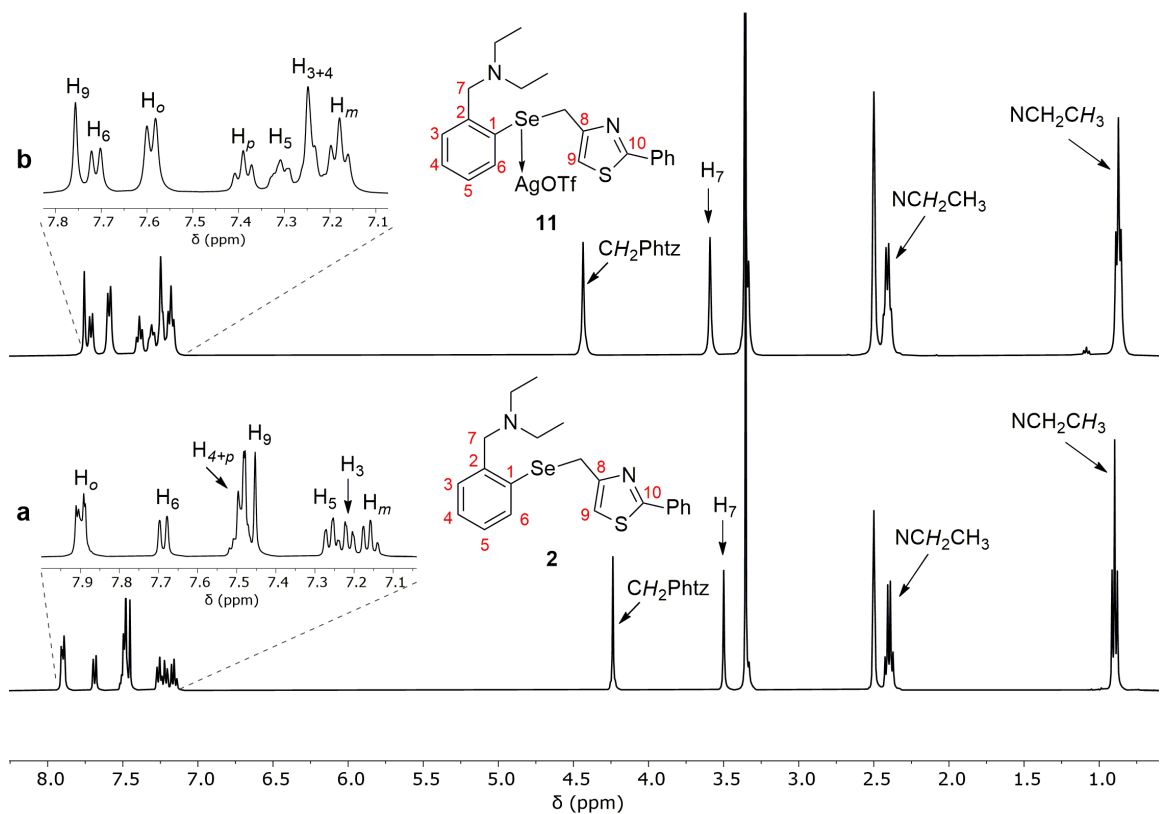 b
H9
H6
Ho
Hp
H5
H3+4
Hm
7.8 7.7 7.6 7.5 7.4 7.3 7.2 7.1
δ (ppm)
N
7
2
1
Se
3
4
5
6
8
9
10
N
S
Ph
AgOTf
11
CH2Phtz
H7
NCH2CH3
NCH2CH3
a
Ho
H6
H4+p
H9
H5
H3
Hm
7.9 7.8 7.7 7.6 7.5 7.4 7.3 7.2 7.1
δ (ppm)
N
7
2
1
Se
3
4
5
6
8
9
10
N
S
Ph
2
CH2Phtz
H7
NCH2CH3
NCH2CH3
8.0 7.5 7.0 6.5 6.0 5.5 5.0 4.5 4.0 3.5 3.0 2.5 2.0 1.5 1.0
δ (ppm)